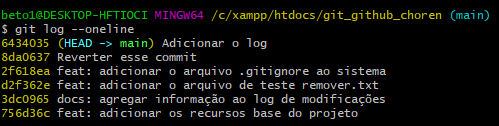 beto1@DESKTOP-HFTIOCI MINGW64 /c/xampp/htdocs/git_github_choren (main)
$ git log --oneline
6434035 (HEAD -> main) Adicionar o log
8da0637 Reverter esse commit
2f618ea feat: adicionar o arquivo .gitignore ao sistema
d2f362e feat: adicionar o arquivo de teste remover.txt
3dc0965 docs: agregar informação ao log de modificações
756d36c feat: adicionar os recursos base do projeto